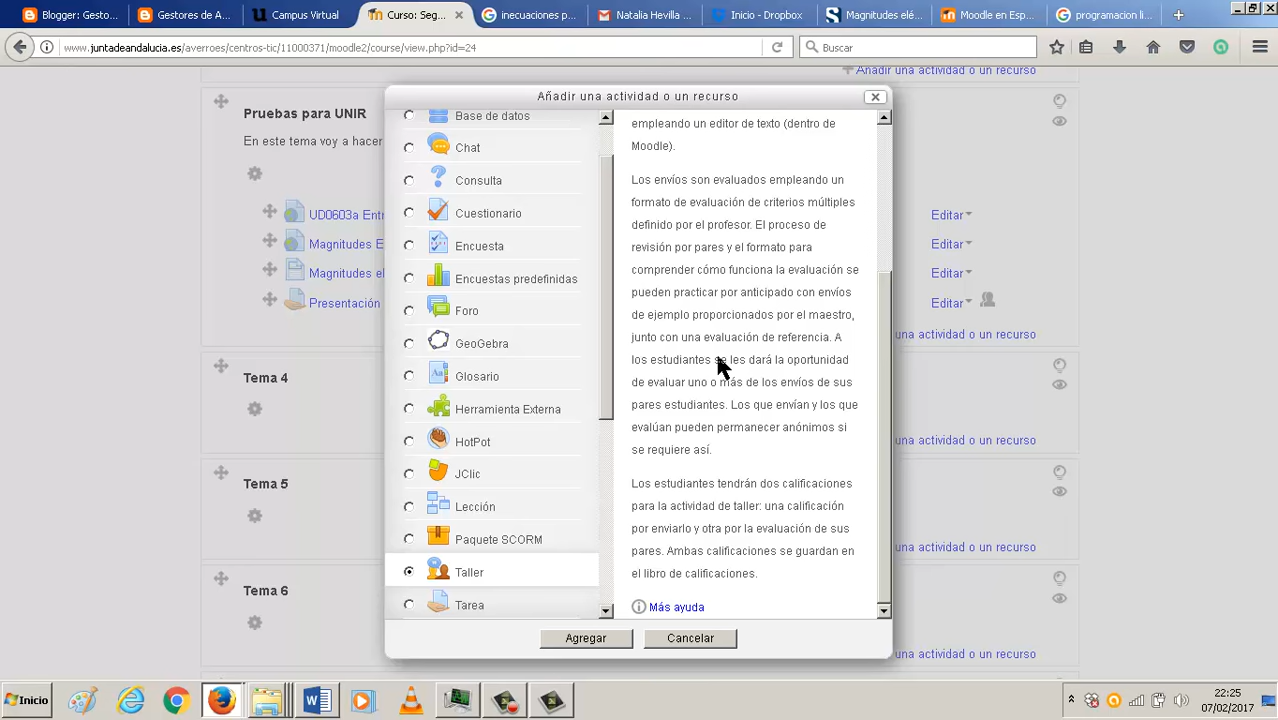 Blogger: Gestor de
Gestores de A...
Campus Virtual
Curso: Seg...
inecuaciones p...
Natalia Hevilla ...
Inicio - Dropbox
Magnitudes elé...
Moodle en Esp...
programacion li...
www.juntadeandalucia.es/averroes/centros-tic/11000371/moodle2/course/view.php?id=24
Buscar
Añadir una actividad o un recurso
Añadir una actividad o un recurso
Pruebas para UNIR
En este tema voy a hacer
UD0603a Entr
Editar
Magnitudes E
Editar
Magnitudes el
Editar
Presentación
Editar
una actividad o un recurso
Tema 4
una actividad o un recurso
Tema 5
una actividad o un recurso
Tema 6
una actividad o un recurso
Base de datos
Chat
Consulta
Cuestionario
Encuesta
Encuestas predefinidas
Foro
GeoGebra
Glosario
Herramienta Externa
HotPot
JClic
Lección
Paquete SCORM
Taller
Tarea
empleando un editor de texto (dentro de
Moodle).
Los envíos son evaluados empleando un
formato de evaluación de criterios múltiples
definido por el profesor. El proceso de
revisión por pares y el formato para
comprender cómo funciona la evaluación se
pueden practicar por anticipado con envíos
de ejemplo proporcionados por el maestro,
junto con una evaluación de referencia. A
los estudiantes se les dará la oportunidad
de evaluar uno o más de los envíos de sus
pares estudiantes. Los que envían y los que
evalúan pueden permanecer anónimos si
se requiere así.
Los estudiantes tendrán dos calificaciones
para la actividad de taller: una calificación
por enviarlo y otra por la evaluación de sus
pares. Ambas calificaciones se guardan en
el libro de calificaciones.
Más ayuda
Agregar
Cancelar
Inicio
22:25
07/02/2017